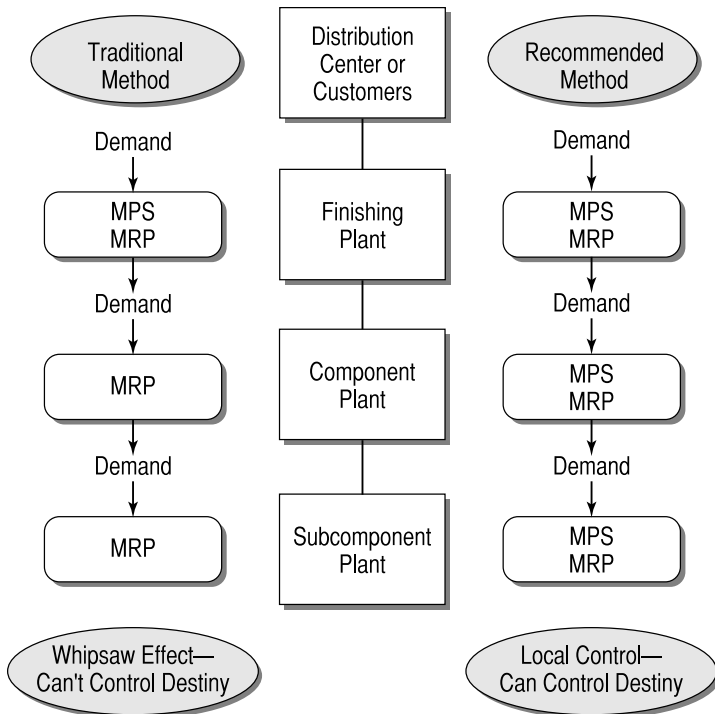 Traditional
Method
Distribution
Center or
Customers
Recommended
Method
Demand
MPS
MRP
Finishing
Plant
Demand
MPS
MRP
Demand
MRP
Component
Plant
Demand
MPS
MRP
Demand
MRP
Subcomponent
Plant
Demand
MPS
MRP
Whipsaw Effect—
Can't Control Destiny
Local Control—
Can Control Destiny